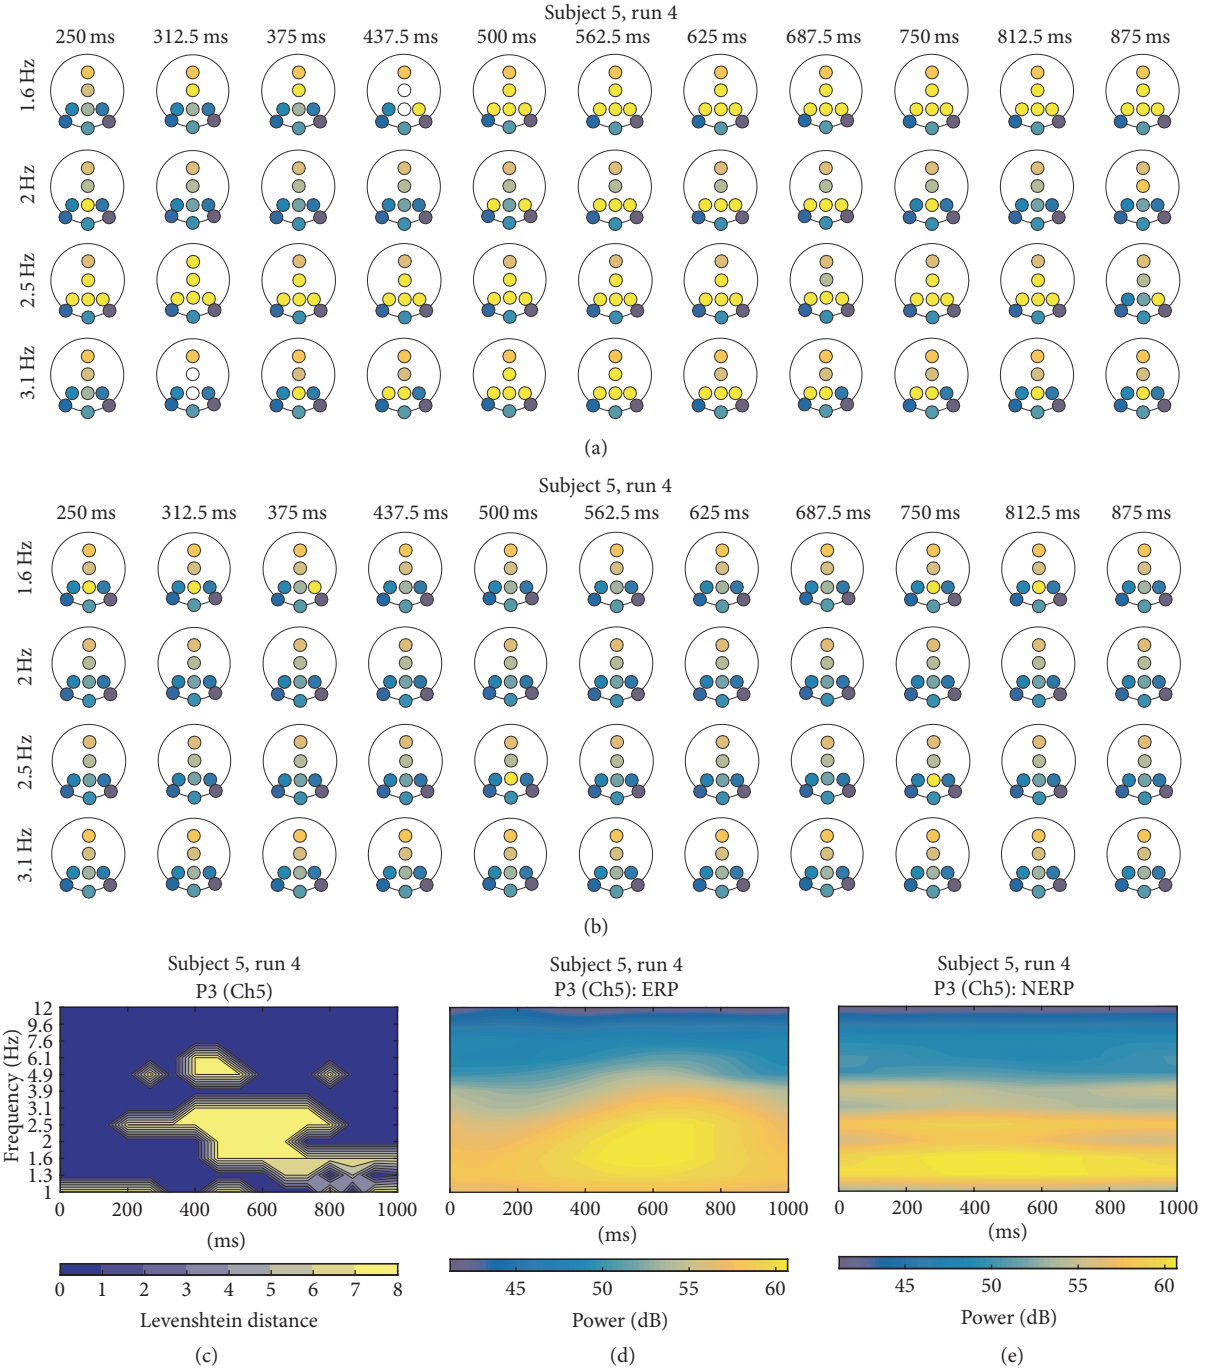 Subject 5, run 4
250 ms 312.5 ms 375 ms 437.5 ms 500 ms 562.5 ms 625 ms 687.5 ms 750 ms 812.5 ms 875 ms
1.6 Hz
2 Hz
2.5 Hz
3.1 Hz
(a)
Subject 5, run 4
250 ms 312.5 ms 375 ms 437.5 ms 500 ms 562.5 ms 625 ms 687.5 ms 750 ms 812.5 ms 875 ms
1.6 Hz
2 Hz
2.5 Hz
3.1 Hz
(b)
Subject 5, run 4
P3 (Ch5)
Frequency (Hz)
12
9.6
7.6
6.1
4.9
3.9
3.1
2.5
2
1.6
1.3
1
0 200 400 600 800 1000
(ms)
0 1 2 3 4 5 6 7 8
Levenshtein distance
(c)
Subject 5, run 4
P3 (Ch5): ERP
0 200 400 600 800 1000
(ms)
45 50 55 60
Power (dB)
(d)
Subject 5, run 4
P3 (Ch5): NERP
0 200 400 600 800 1000
(ms)
45 50 55 60
Power (dB)
(e)